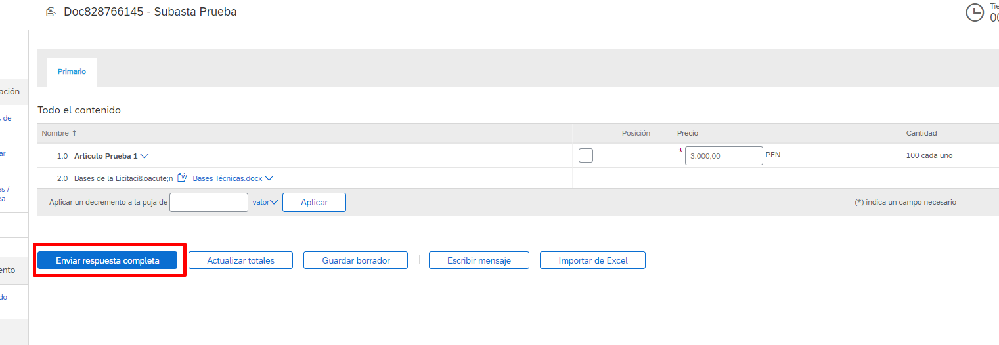 Doc828766145 - Subasta Prueba
Tie
00
Primario
ación
Todo el contenido
s de
Nombre ↑ Posición Precio Cantidad
ar
1.0 Artículo Prueba 1 * 3.000,00 PEN 100 cada uno
2.0 Bases de la Licitaci&oacute;n Bases Técnicas.docx
es /
ea
Aplicar un decremento a la puja de valor Aplicar (*) indica un campo necesario
Enviar respuesta completa Actualizar totales Guardar borrador Escribir mensaje Importar de Excel
ento
do